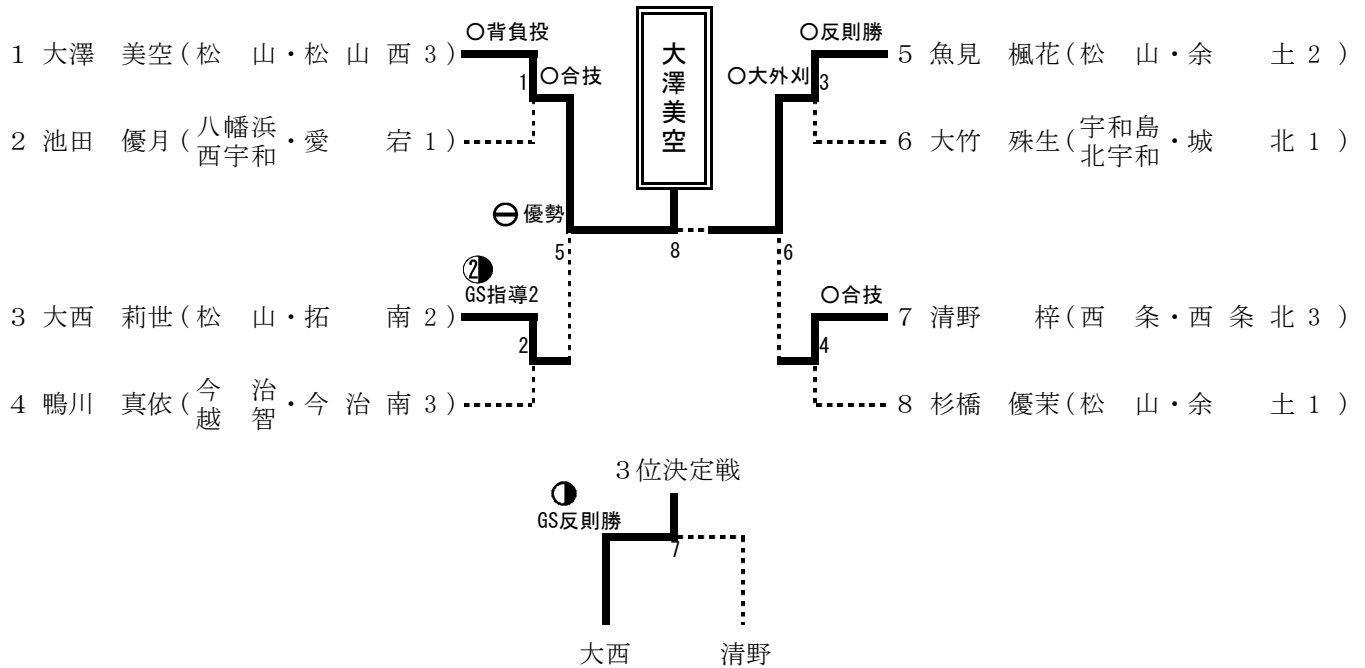 ○背負投
○反則勝
1 大澤 美空(松 山・松 山 西 3)
5 魚見 楓花(松 山・余 土 2)
大澤美空
1 ○合技
○大外刈 3
2 池田 優月(八幡浜西宇和・愛 宕 1)
6 大竹 殊生(宇和島北宇和・城 北 1)
優勢
5
8
6
②
GS指導2
○合技
3 大西 莉世(松 山・拓 南 2)
7 清野 梓(西 条・西 条 北 3)
2
4
4 鴨川 真依(今 治越 智・今 治 南 3)
8 杉橋 優茉(松 山・余 土 1)
3位決定戦
GS反則勝
7
大西 清野